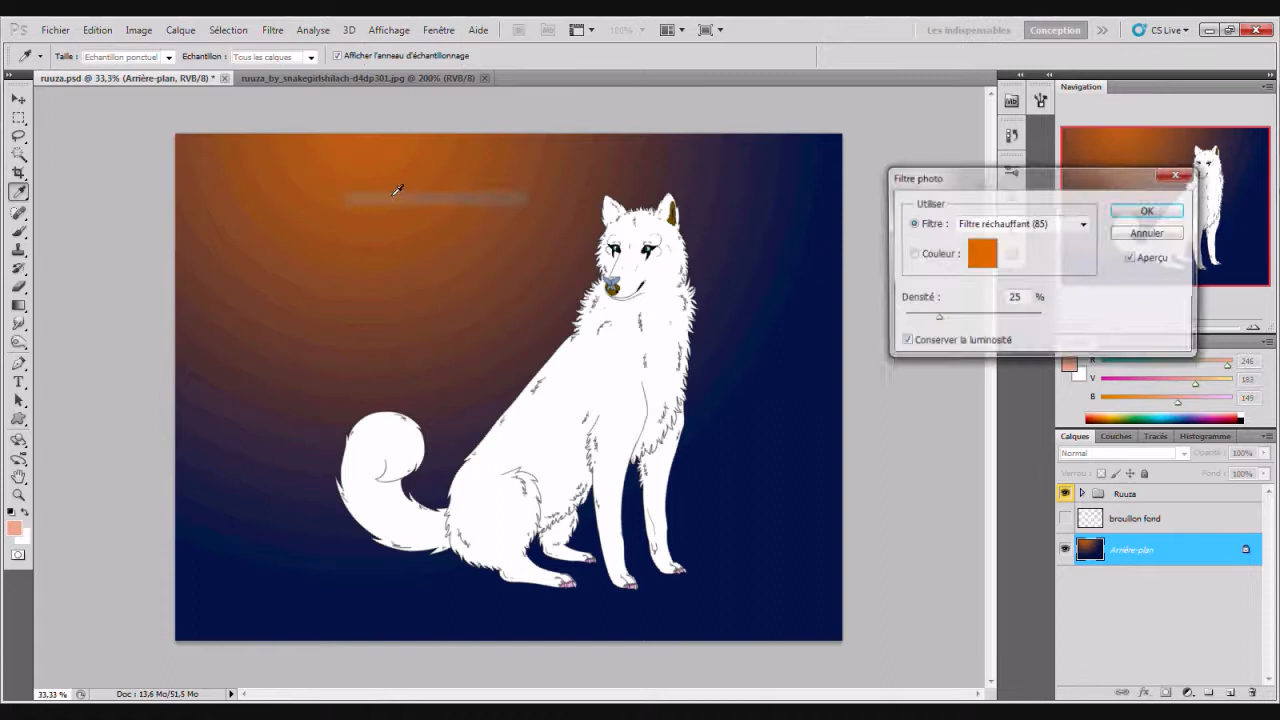 Ps Fichier Edition Image Calque Sélection Filtre Analyse 3D Affichage Fenêtre Aide 100% Les indispensables Conception CS Live
Taille : Echantillon ponctuel Echantillon : Tous les calques Afficher l'anneau d'échantillonnage
ruuza.psd @ 33,3% (Arrière-plan, RVB/8) * ruuza_by_snakegirlshilach-d4dp301.jpg @ 200% (RVB/8)
Navigation
Filtre photo
Utiliser
Filtre : Filtre réchauffant (85)
Couleur :
OK
Annuler
Aperçu
Densité : 25 %
Conserver la luminosité
R 246
V 183
B 149
Calques Couches Tracés Histogramme
Normal Opacité : 100%
Verrou : Fond : 100%
Ruuza
brouillon fond
Arrière-plan
33,33 % Doc : 13,6 Mo/51,5 Mo